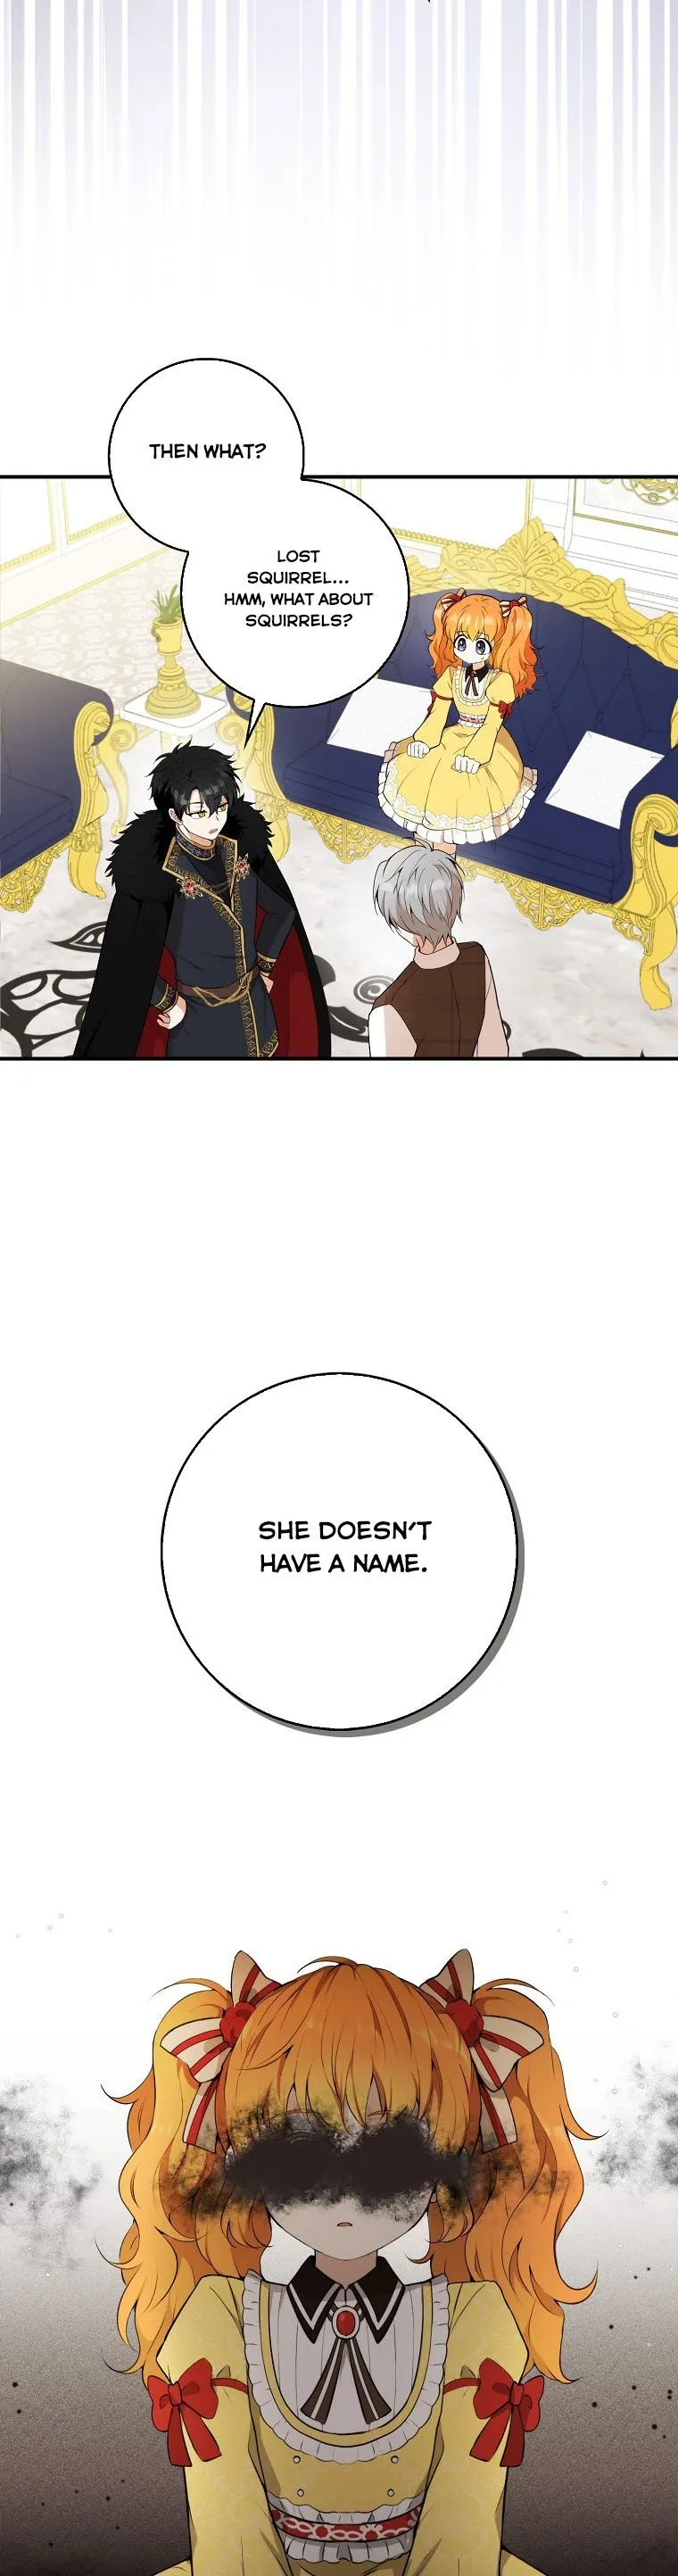 THEN WHAT?
LOST
SQUIRREL...
HMM, WHAT ABOUT
SQUIRRELS?
SHE DOESN'T
HAVE A NAME.